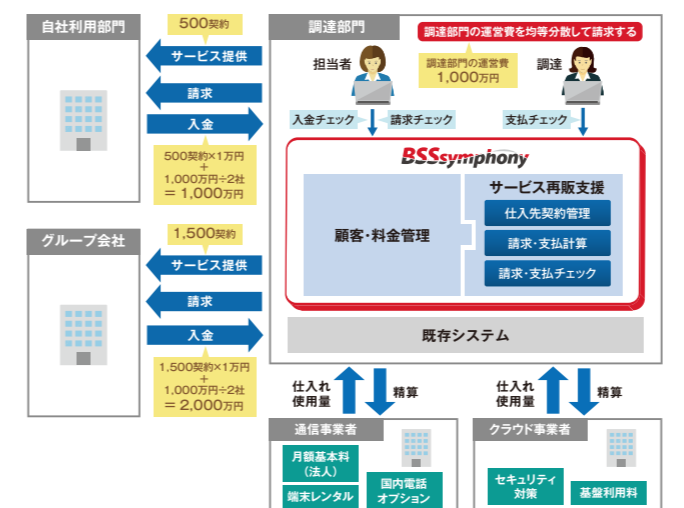 自社利用部門
500契約
サービス提供
請求
入金
500契約×1万円
+
1,000万円÷2社
= 1,000万円
グループ会社
1,500契約
サービス提供
請求
入金
1,500契約×1万円
+
1,000万円÷2社
= 2,000万円
調達部門
調達部門の運営費を均等分散して請求する
担当者
調達部門の運営費
1,000万円
調達
入金チェック
請求チェック
支払チェック
BSSsymphony
顧客・料金管理
サービス再販支援
仕入先契約管理
請求・支払計算
請求・支払チェック
既存システム
仕入れ
使用量
精算
仕入れ
使用量
精算
通信事業者
月額基本料
(法人)
端末レンタル
国内電話
オプション
クラウド事業者
セキュリティ
対策
基盤利用料